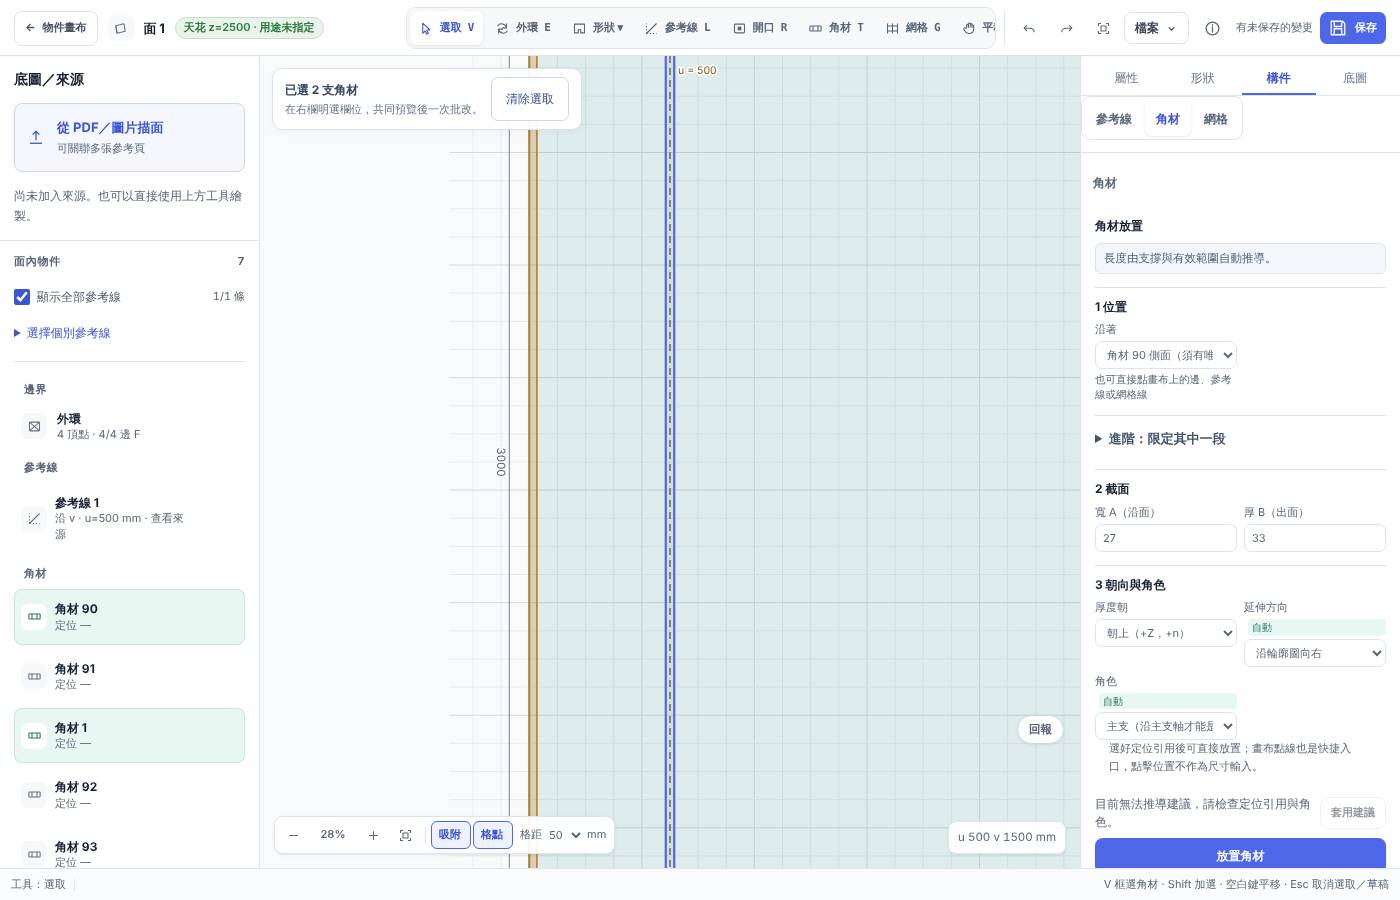 物件畫布
面 1
天花 z=2500 · 用途未指定
選取 V
外環 E
形狀▾
參考線 L
開口 R
角材 T
網格 G
檔案
有未保存的變更
保存
底圖／來源
從 PDF／圖片描面
可關聯多張參考頁
尚未加入來源。也可以直接使用上方工具繪
製。
面內物件 7
顯示全部參考線 1/1 條
選擇個別參考線
邊界
外環
4 頂點 · 4/4 邊 F
參考線
參考線 1
沿 v · u=500 mm · 查看來
源
角材
角材 90
定位 —
角材 91
定位 —
角材 1
定位 —
角材 92
定位 —
角材 93
定位 —
已選 2 支角材
在右欄明選欄位，共同預覽後一次批改。
清除選取
u = 500
3000
回報
28%
吸附
格點
格距 50 mm
u 500 v 1500 mm
屬性
形狀
構件
底圖
參考線
角材
網格
角材
角材放置
長度由支撐與有效範圍自動推導。
1 位置
沿著
角材 90 側面（須有唯
也可直接點畫布上的邊、參考
線或網格線
進階：限定其中一段
2 截面
寬 A（沿面）
厚 B（出面）
27
33
3 朝向與角色
厚度朝
延伸方向
朝上（+Z，+n）
自動
沿輪廓圖向右
角色
自動
主支（沿主支軸才能是
選好定位引用後可直接放置；畫布點線也是快捷入
口，點擊位置不作為尺寸輸入。
目前無法推導建議，請檢查定位引用與角
色。
套用建議
放置角材
工具：選取
V 框選角材 · Shift 加選 · 空白鍵平移 · Esc 取消選取／草稿